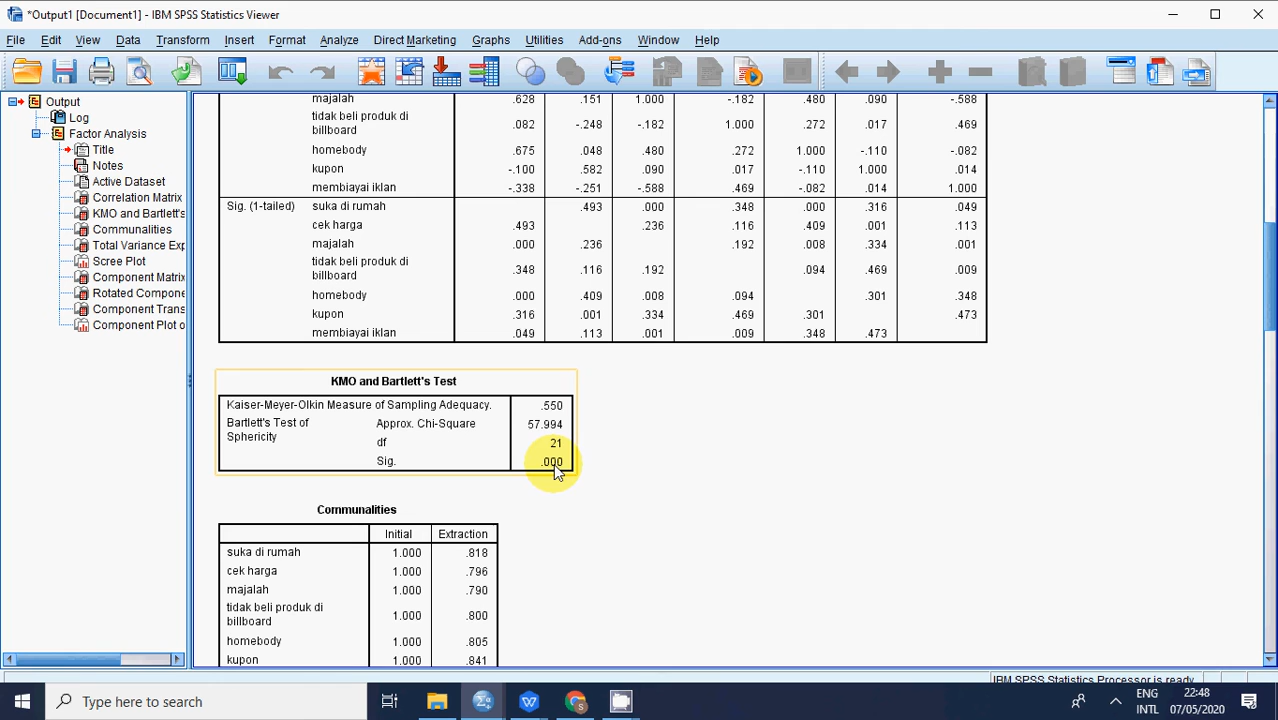 *Output1 [Document1] - IBM SPSS Statistics Viewer
File Edit View Data Transform Insert Format Analyze Direct Marketing Graphs Utilities Add-ons Window Help
Output
Log
Factor Analysis
Title
Notes
Active Dataset
Correlation Matrix
KMO and Bartlett's
Communalities
Total Variance Exp
Scree Plot
Component Matrix
Rotated Compone
Component Trans
Component Plot o
majalah .628 .151 1.000 -.182 .480 .090 -.588
tidak beli produk di
billboard .082 -.248 -.182 1.000 .272 .017 .469
homebody .675 .048 .480 .272 1.000 -.110 -.082
kupon -.100 .582 .090 .017 -.110 1.000 .014
membiayai iklan -.338 -.251 -.588 .469 -.082 .014 1.000
Sig. (1-tailed) suka di rumah .493 .000 .348 .000 .316 .049
cek harga .493 .236 .116 .409 .001 .113
majalah .000 .236 .192 .008 .334 .001
tidak beli produk di
billboard .348 .116 .192 .094 .469 .009
homebody .000 .409 .008 .094 .301 .348
kupon .316 .001 .334 .469 .301 .473
membiayai iklan .049 .113 .001 .009 .348 .473
KMO and Bartlett's Test
Kaiser-Meyer-Olkin Measure of Sampling Adequacy. .550
Bartlett's Test of Approx. Chi-Square 57.994
Sphericity df 21
Sig. .000
Communalities
Initial Extraction
suka di rumah 1.000 .818
cek harga 1.000 .796
majalah 1.000 .790
tidak beli produk di
billboard 1.000 .800
homebody 1.000 .805
kupon 1.000 .841
IBM SPSS Statistics Processor is ready
Type here to search
ENG 22:48
INTL 07/05/2020